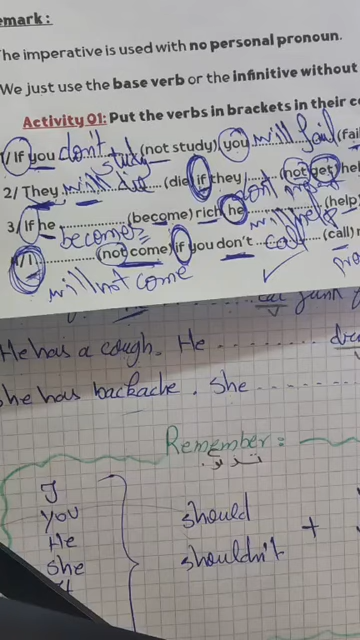 emark :
The imperative is used with no personal pronoun.
We just use the base verb or the infinitive without
Activity 01: Put the verbs in brackets in their co
1/ If you don't study (not study) you will fail (fai
2/ They will die (die) if they don't (not get) hel
3/ If he becomes (become) rich he will help (help)
4/ I will not come (not come) if you don't call (call) m
He has a cough. He ........
she has backache. She ........
Remember :
تدوين
I
you
He
she
should
shouldn't
+